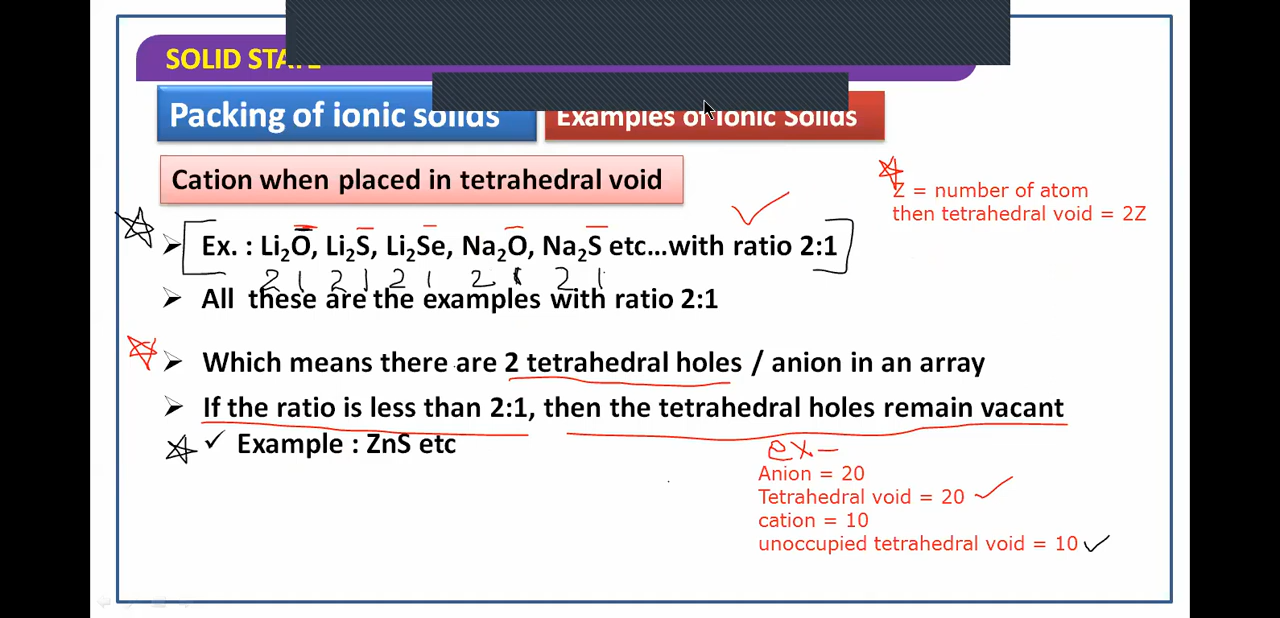 SOLID STATE
Packing of ionic solids
Examples of Ionic Solids
Cation when placed in tetrahedral void
Z = number of atom
then tetrahedral void = 2Z
➢ Ex. : Li₂O, Li₂S, Li₂Se, Na₂O, Na₂S etc...with ratio 2:1
2 1 2 1 2 1 2 1 2 1
➢ All these are the examples with ratio 2:1
➢ Which means there are 2 tetrahedral holes / anion in an array
➢ If the ratio is less than 2:1, then the tetrahedral holes remain vacant
✓ Example : ZnS etc
ex-
Anion = 20
Tetrahedral void = 20
cation = 10
unoccupied tetrahedral void = 10